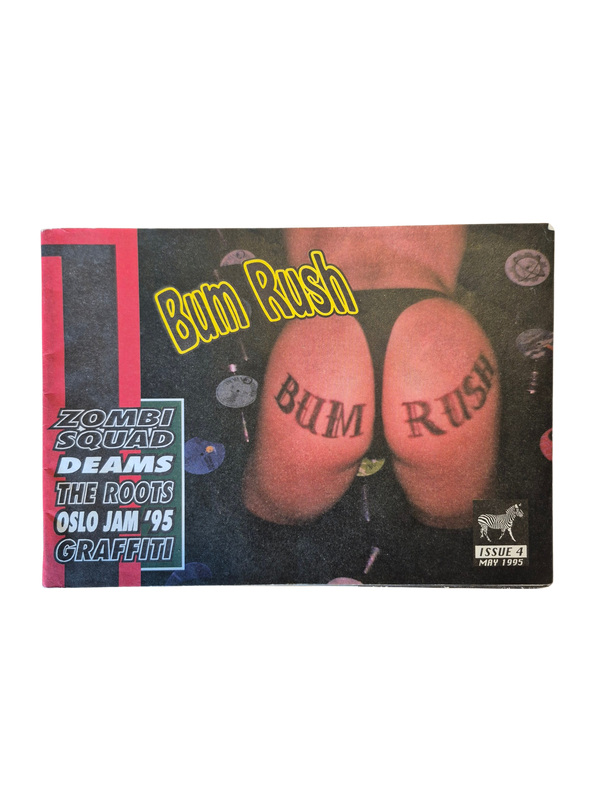 Bum Rush
BUM RUSH
ZOMBI
SQUAD
DEAMS
THE ROOTS
OSLO JAM '95
GRAFFITI
ISSUE 4
MAY 1995